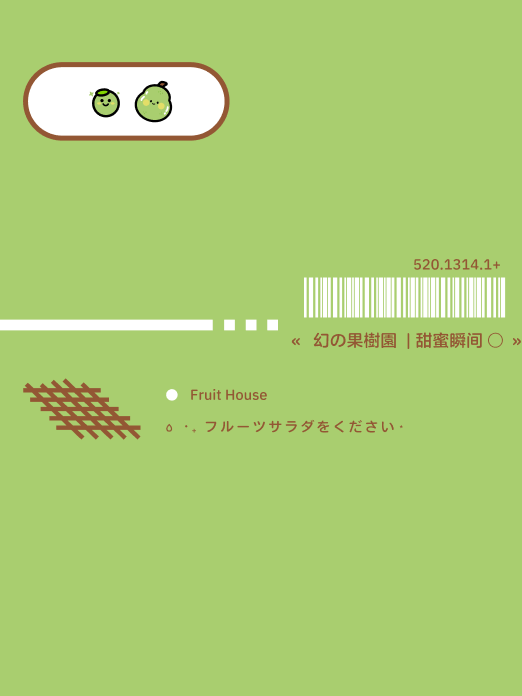 520.1314.1+
« 幻の果樹園 | 甜蜜瞬间 〇 »
Fruit House
フルーツサラダをください